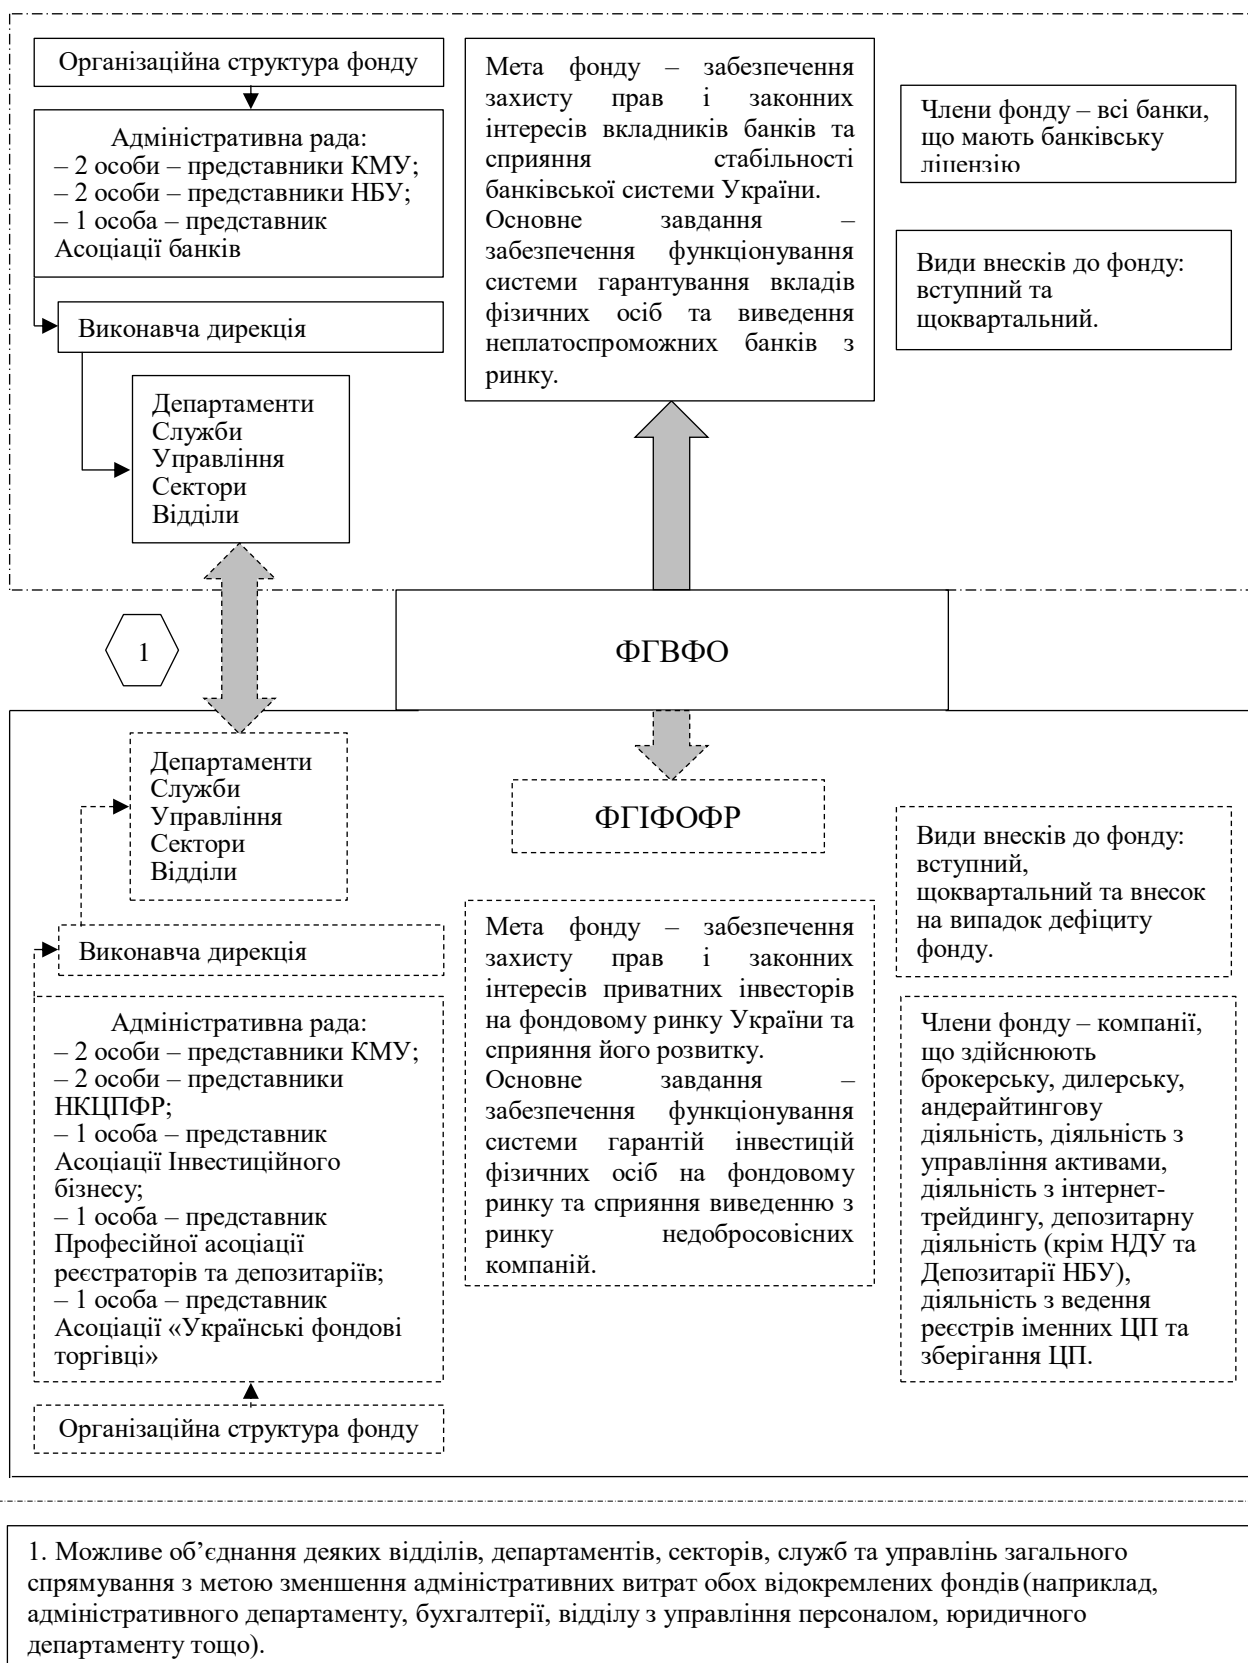 Організаційна структура фонду
Адміністративна рада:
– 2 особи – представники КМУ;
– 2 особи – представники НБУ;
– 1 особа – представник
Асоціації банків
Виконавча дирекція
Департаменти
Служби
Управління
Сектори
Відділи
Мета фонду – забезпечення
захисту прав і законних
інтересів вкладників банків та
сприяння стабільності
банківської системи України.
Основне завдання –
забезпечення функціонування
системи гарантування вкладів
фізичних осіб та виведення
неплатоспроможних банків з
ринку.
Члени фонду – всі банки,
що мають банківську
ліцензію
Види внесків до фонду:
вступний та
щоквартальний.
1
ФГВФО
Департаменти
Служби
Управління
Сектори
Відділи
Виконавча дирекція
Адміністративна рада:
– 2 особи – представники КМУ;
– 2 особи – представники
НКЦПФР;
– 1 особа – представник
Асоціації Інвестиційного
бізнесу;
– 1 особа – представник
Професійної асоціації
реєстраторів та депозитаріїв;
– 1 особа – представник
Асоціації «Українські фондові
торгівці»
Організаційна структура фонду
ФГІФОФР
Мета фонду – забезпечення
захисту прав і законних
інтересів приватних інвесторів
на фондовому ринку України та
сприяння його розвитку.
Основне завдання –
забезпечення функціонування
системи гарантій інвестицій
фізичних осіб на фондовому
ринку та сприяння виведенню з
ринку недобросовісних
компаній.
Види внесків до фонду:
вступний,
щоквартальний та внесок
на випадок дефіциту
фонду.
Члени фонду – компанії,
що здійснюють
брокерську, дилерську,
андерайтингову
діяльність, діяльність з
управління активами,
діяльність з інтернет-
трейдингу, депозитарну
діяльність (крім НДУ та
Депозитарії НБУ),
діяльність з ведення
реєстрів іменних ЦП та
зберігання ЦП.
1. Можливе об’єднання деяких відділів, департаментів, секторів, служб та управлінь загального
спрямування з метою зменшення адміністративних витрат обох відокремлених фондів (наприклад,
адміністративного департаменту, бухгалтерії, відділу з управління персоналом, юридичного
департаменту тощо).